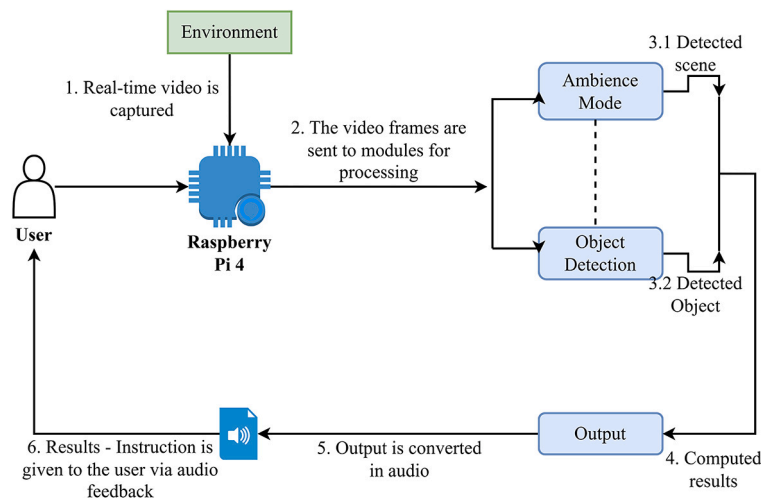 Environment
1. Real-time video is
captured
2. The video frames are
sent to modules for
processing
User
Raspberry
Pi 4
Ambience
Mode
3.1 Detected
scene
Object
Detection
3.2 Detected
Object
4. Computed
results
Output
5. Output is converted
in audio
6. Results - Instruction is
given to the user via audio
feedback